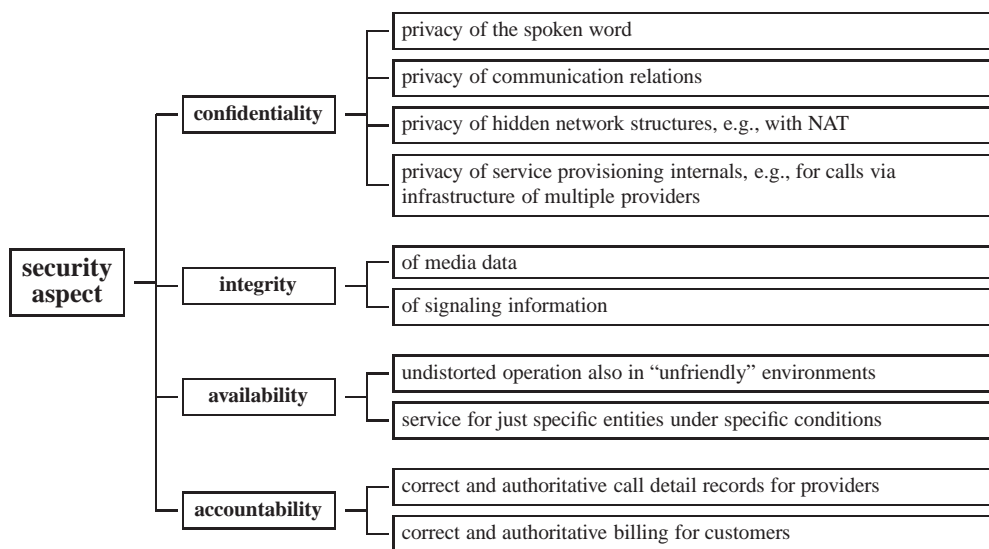 privacy of the spoken word
privacy of communication relations
confidentiality
privacy of hidden network structures, e.g., with NAT
privacy of service provisioning internals, e.g., for calls via
infrastructure of multiple providers
security
aspect
integrity
of media data
of signaling information
availability
undistorted operation also in “unfriendly” environments
service for just specific entities under specific conditions
accountability
correct and authoritative call detail records for providers
correct and authoritative billing for customers